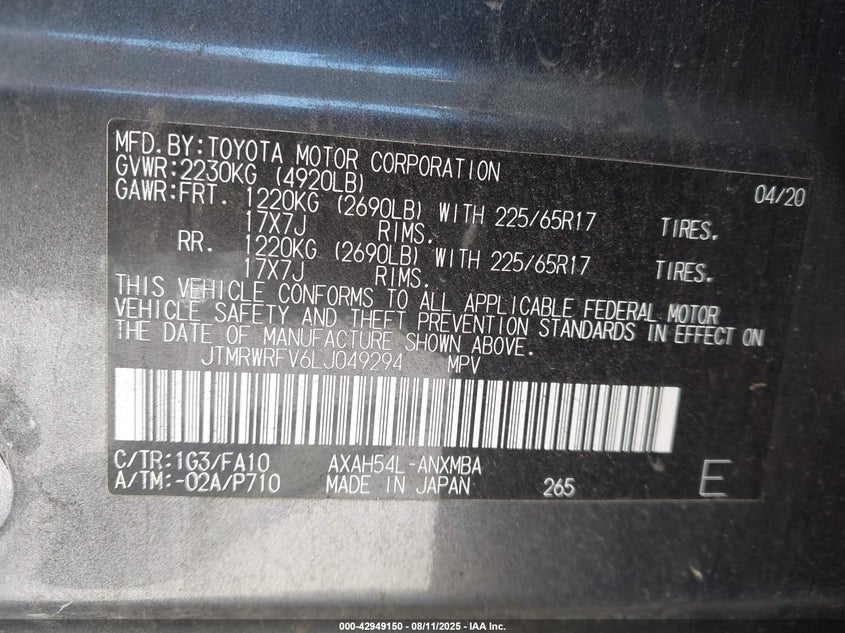 MFD.BY:TOYOTA MOTOR CORPORATION 04/20
GVWR:2230KG (4920LB)
GAWR:FRT. 1220KG (2690LB) WITH 225/65R17 TIRES.
17X7J RIMS.
RR. 1220KG (2690LB) WITH 225/65R17 TIRES.
17X7J RIMS.
THIS VEHICLE CONFORMS TO ALL APPLICABLE FEDERAL MOTOR
VEHICLE SAFETY AND THEFT PREVENTION STANDARDS IN EFFECT ON
THE DATE OF MANUFACTURE SHOWN ABOVE.
JTMRWRFV6LJ049294 MPV
C/TR:1G3/FA10 AXAH54L-ANXMBA
A/TM:-02A/P710 MADE IN JAPAN 265 E
000-42949150 - 08/11/2025 - IAA Inc.